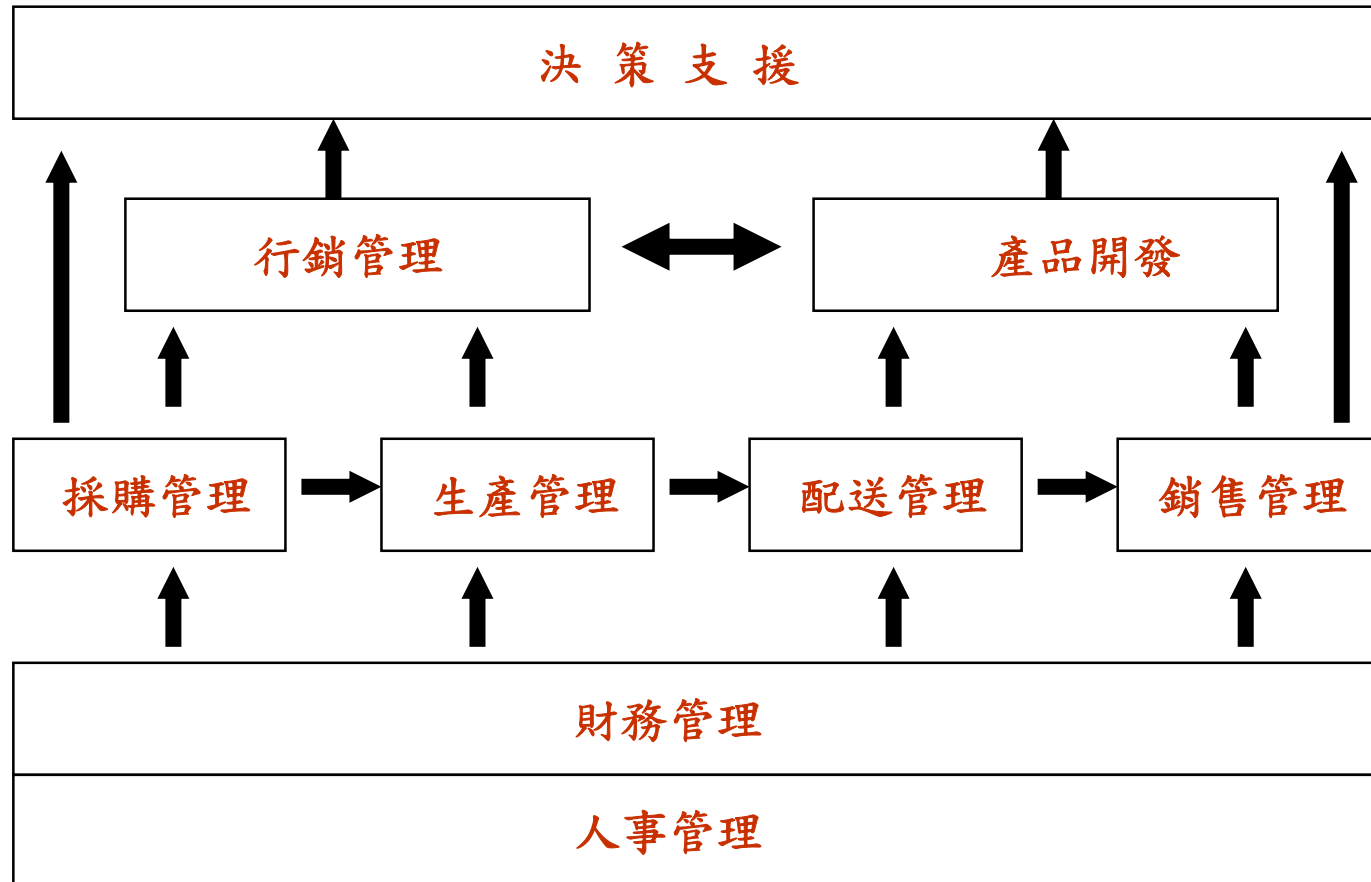 決策支援
行銷管理
產品開發
採購管理
生產管理
配送管理
銷售管理
財務管理
人事管理